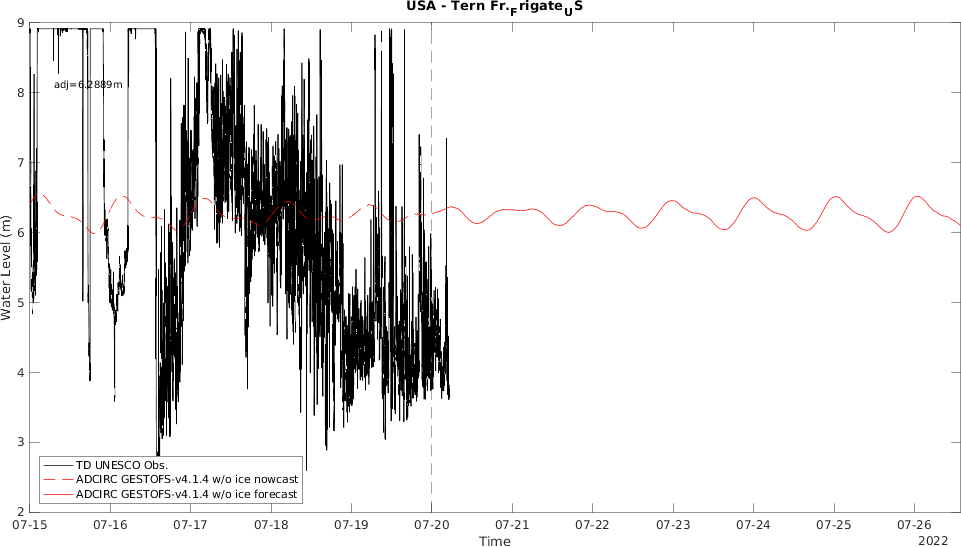 USA - Tern Fr.FrigateUS
9
8
7
6
5
4
3
2
Water Level (m)
adj=6.2889m
TD UNESCO Obs.
ADCIRC GESTOFS-v4.1.4 w/o ice nowcast
ADCIRC GESTOFS-v4.1.4 w/o ice forecast
07-15 07-16 07-17 07-18 07-19 07-20 07-21 07-22 07-23 07-24 07-25 07-26
Time
2022